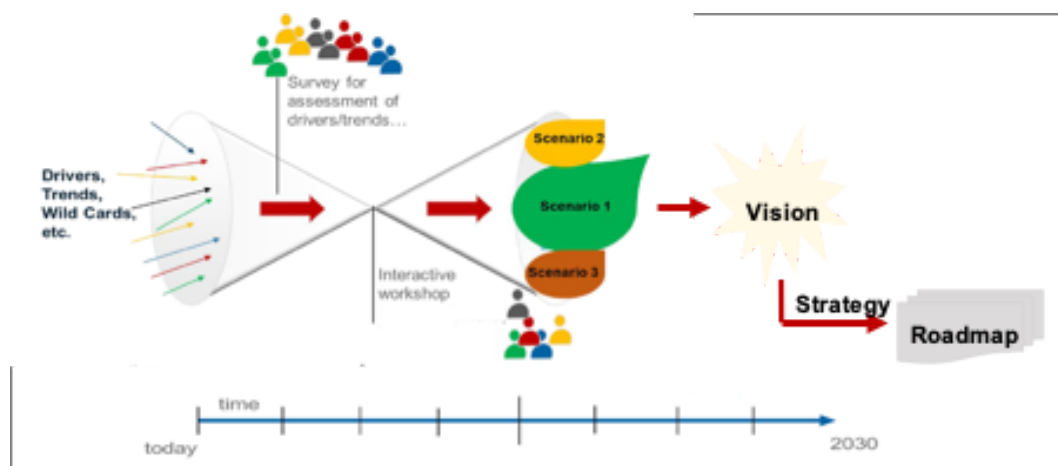 Survey for
assessment of
drivers/trends...
Drivers,
Trends,
Wild Cards,
etc.
Scenario 2
Scenario 1
Scenario 3
Vision
Interactive
workshop
Strategy
Roadmap
time
today
2030